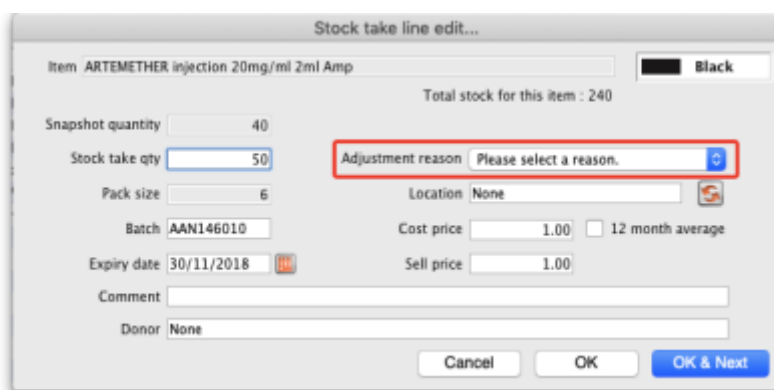 Stock take line edit...
Item ARTEMETHER injection 20mg/ml 2ml Amp Black
Total stock for this item : 240
Snapshot quantity 40
Stock take qty 50 Adjustment reason Please select a reason.
Pack size 6 Location None
Batch AAN146010 Cost price 1.00 12 month average
Expiry date 30/11/2018 Sell price 1.00
Comment
Donor None
Cancel OK OK & Next